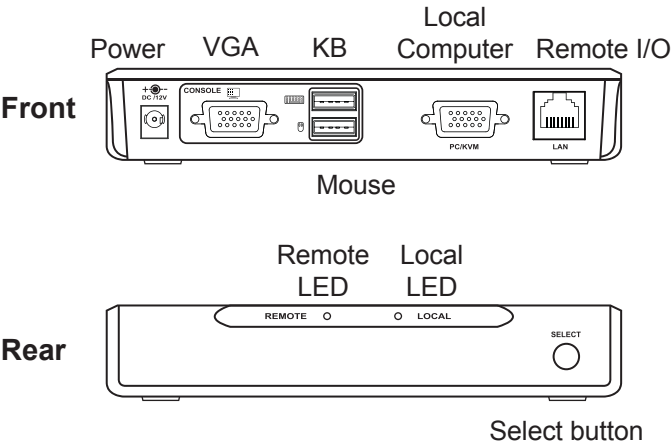 Local
Power VGA KB Computer Remote I/O
Front
+ -
DC /12V
CONSOLE
PC/KVM
LAN
Mouse
Remote Local
LED LED
REMOTE LOCAL
Rear
SELECT
Select button